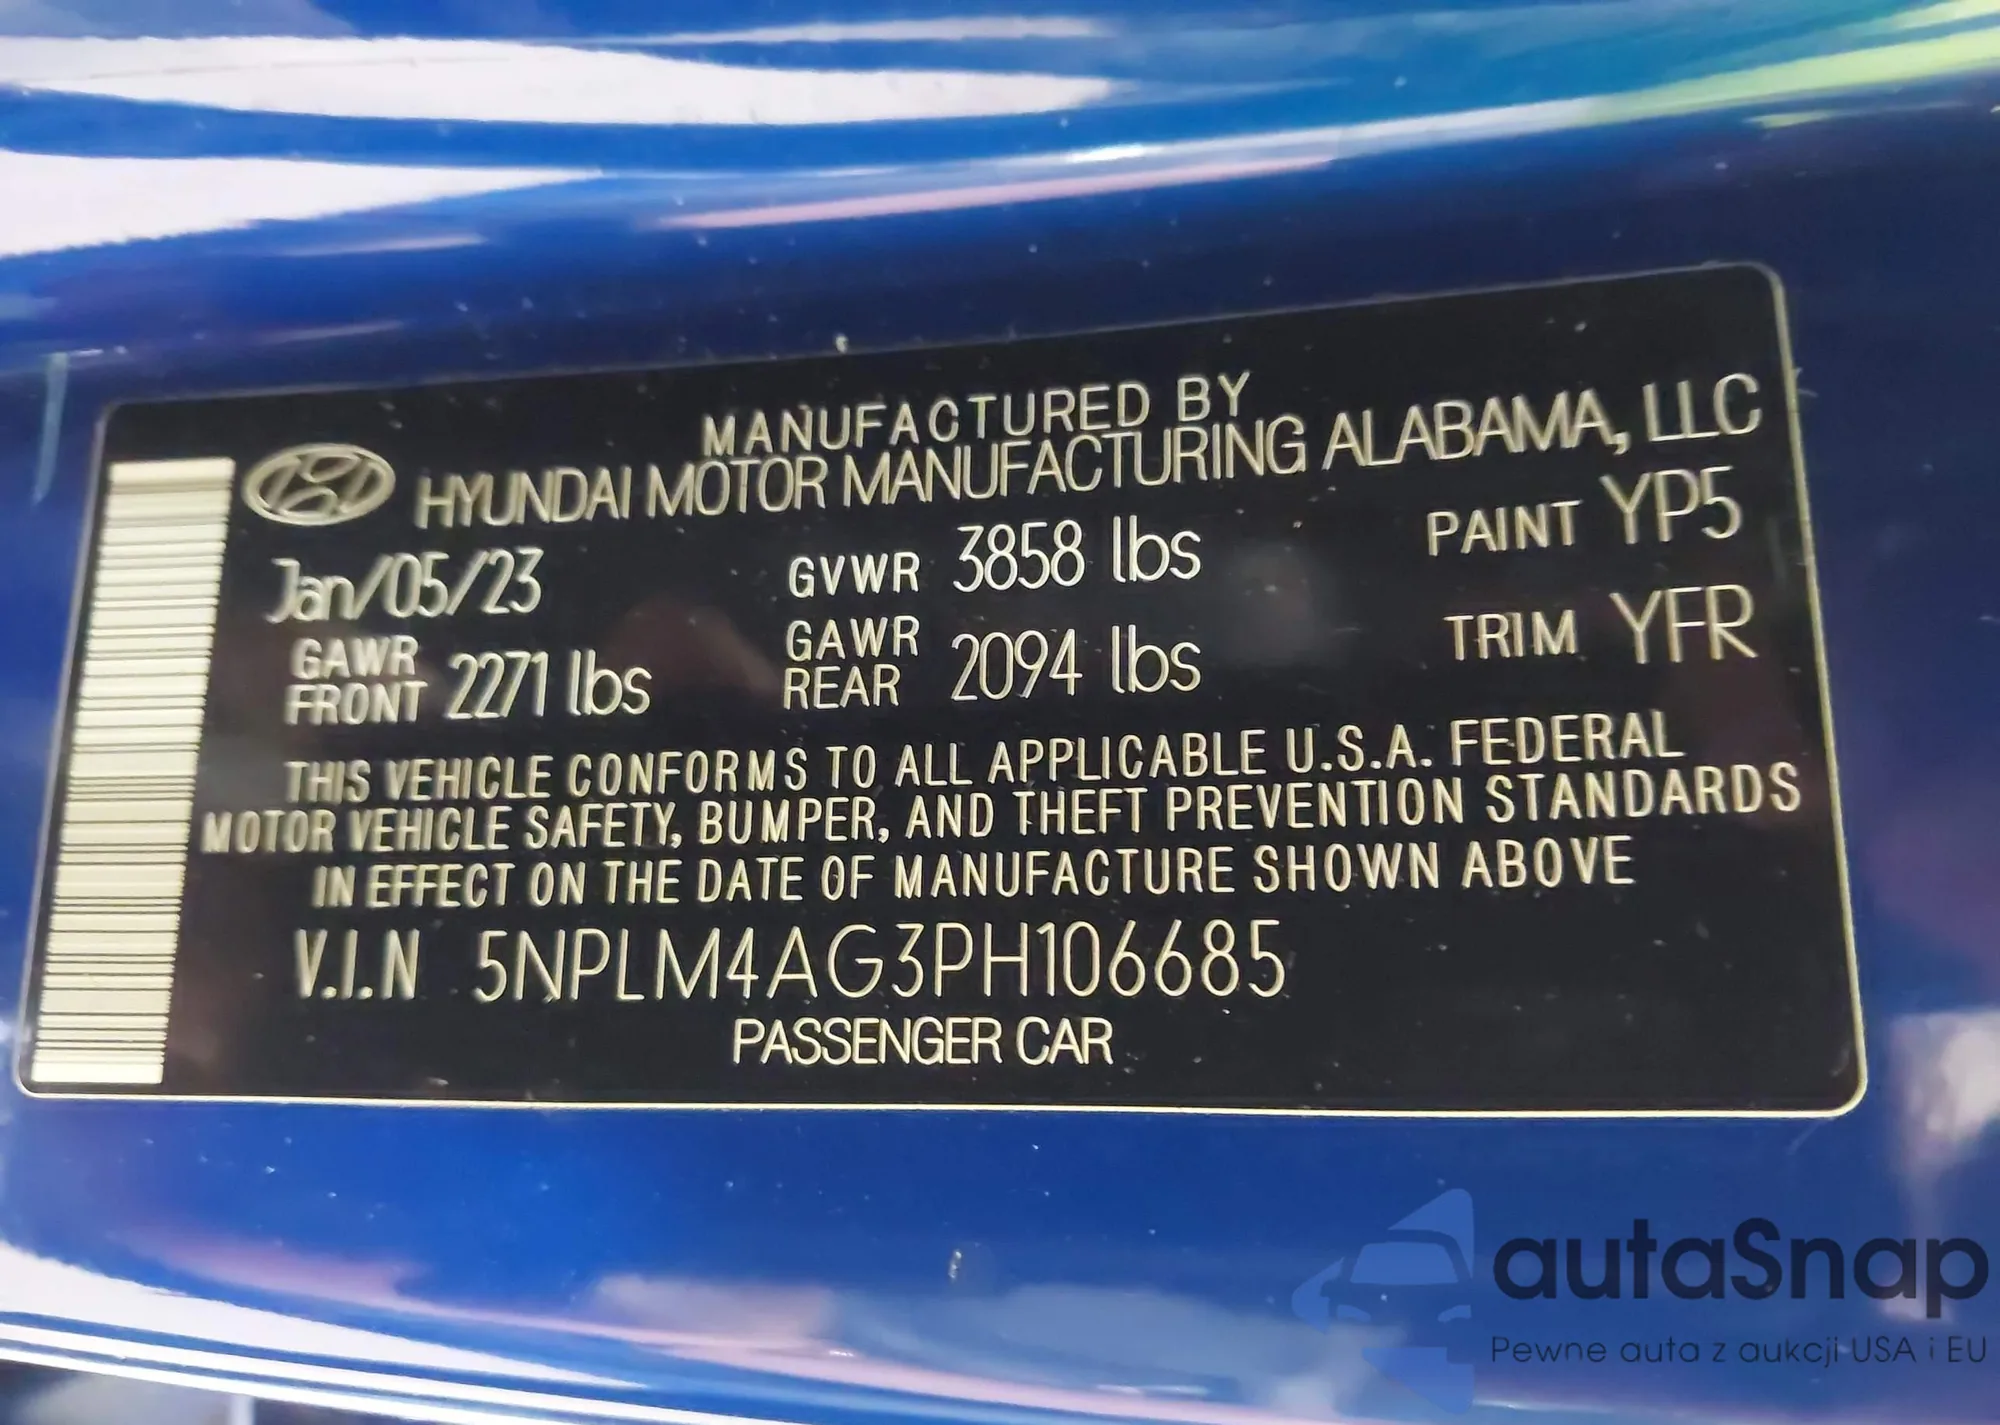 MANUFACTURED BY
HYUNDAI MOTOR MANUFACTURING ALABAMA, LLC
Jan/05/23 GVWR 3858 lbs PAINT YP5
GAWR FRONT 2271 lbs GAWR REAR 2094 lbs TRIM YFR
THIS VEHICLE CONFORMS TO ALL APPLICABLE U.S.A. FEDERAL
MOTOR VEHICLE SAFETY, BUMPER, AND THEFT PREVENTION STANDARDS
IN EFFECT ON THE DATE OF MANUFACTURE SHOWN ABOVE
V.I.N 5NPLM4AG3PH106685
PASSENGER CAR
autaSnap
Pewne auta z aukcji USA i EU